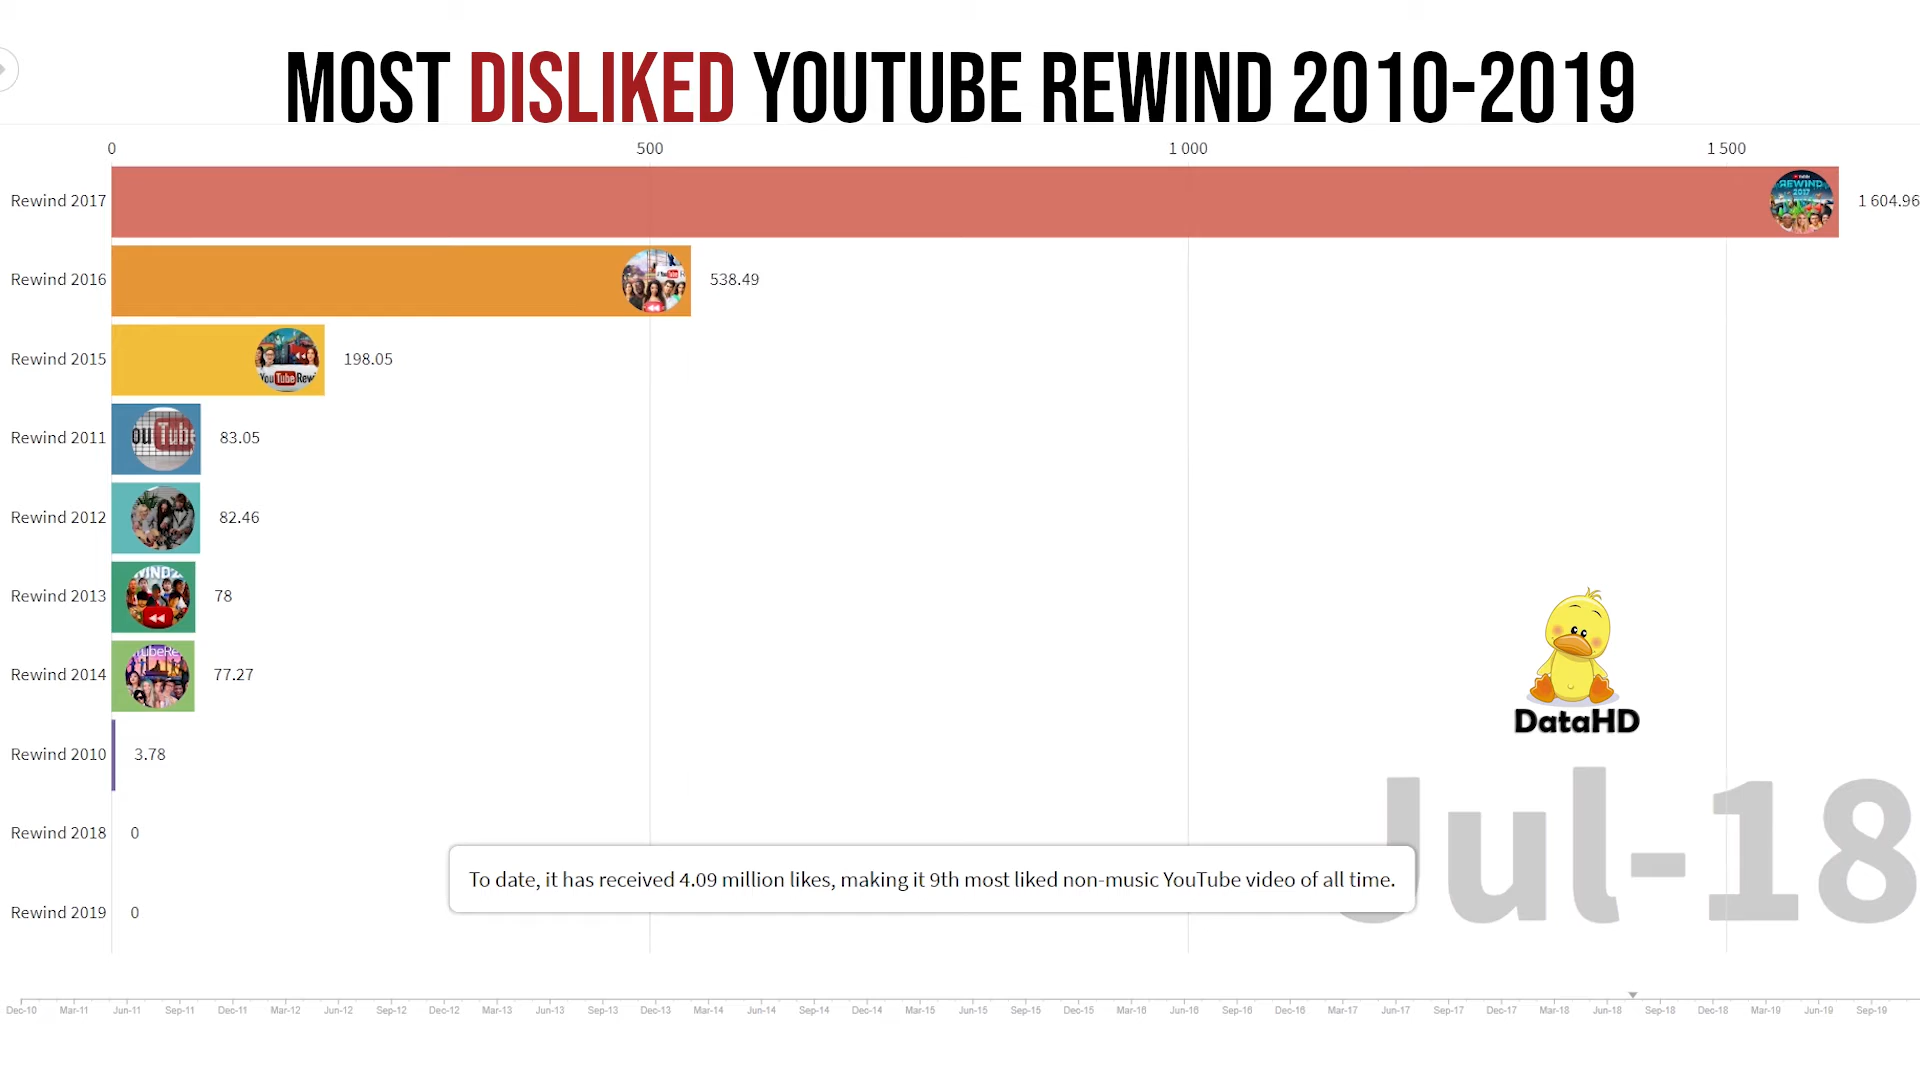 MOST DISLIKED YOUTUBE REWIND 2010-2019
0 500 1 000 1 500
Rewind 2017 1 604.96
Rewind 2016 538.49
Rewind 2015 198.05
Rewind 2011 83.05
Rewind 2012 82.46
Rewind 2013 78
Rewind 2014 77.27
Rewind 2010 3.78
Rewind 2018 0
Rewind 2019 0
DataHD
Jul-18
To date, it has received 4.09 million likes, making it 9th most liked non-music YouTube video of all time.
Dec-10 Mar-11 Jun-11 Sep-11 Dec-11 Mar-12 Jun-12 Sep-12 Dec-12 Mar-13 Jun-13 Sep-13 Dec-13 Mar-14 Jun-14 Sep-14 Dec-14 Mar-15 Jun-15 Sep-15 Dec-15 Mar-16 Jun-16 Sep-16 Dec-16 Mar-17 Jun-17 Sep-17 Dec-17 Mar-18 Jun-18 Sep-18 Dec-18 Mar-19 Jun-19 Sep-19